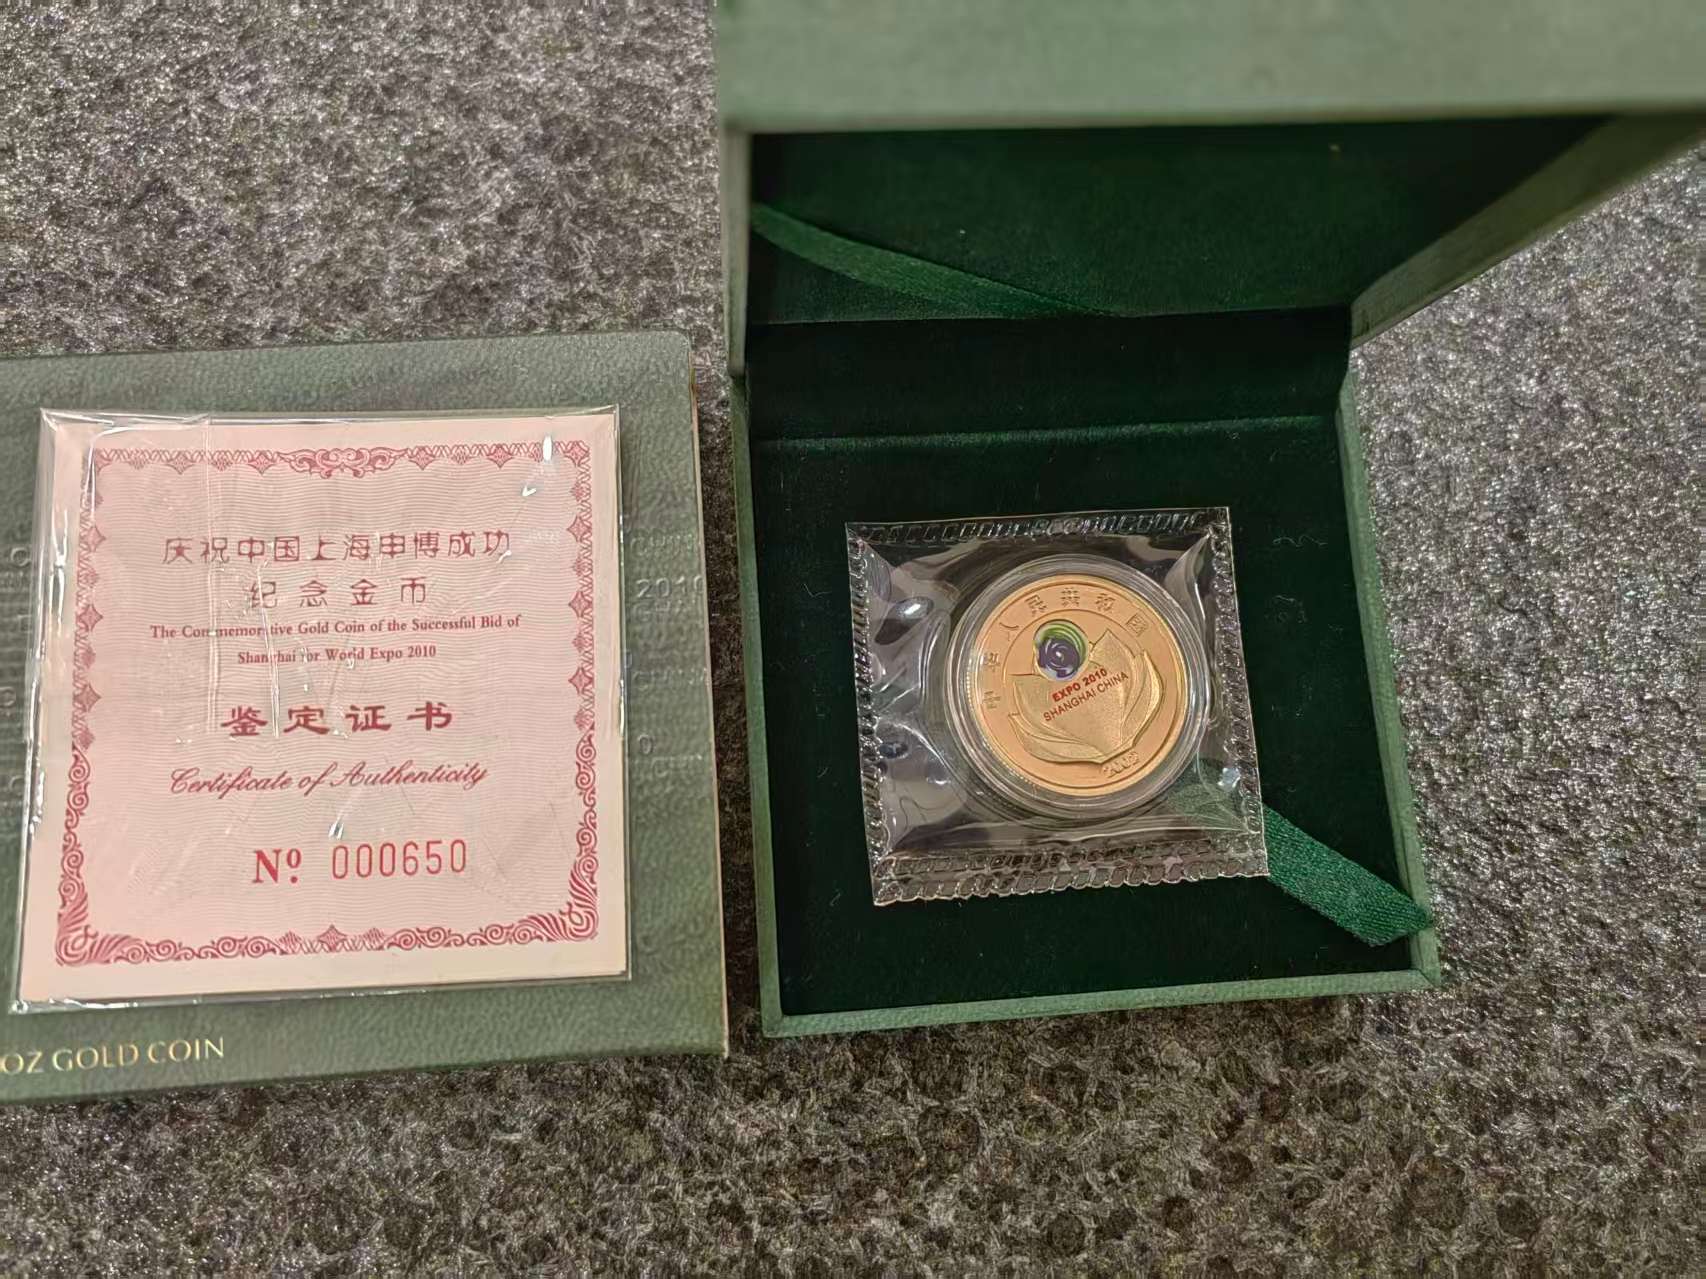 庆祝中国上海申博成功
纪念金币
The Commemorative Gold Coin of the Successful Bid of
Shanghai for World Expo 2010
鉴定证书
Certificate of Authenticity
Nº 000650
OZ GOLD COIN
2010
华人民共和国
EXPO 2010
SHANGHAI CHINA